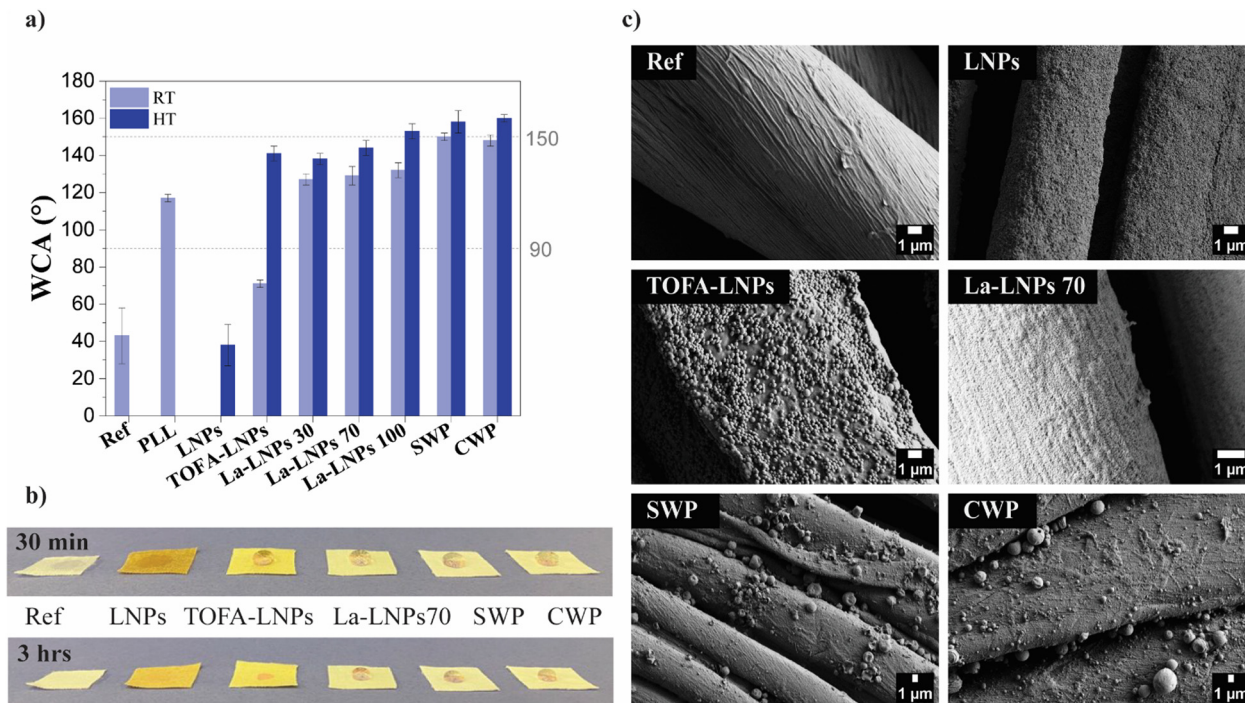 a)
180
160
140
120
100
80
60
40
20
0
WCA (°)
RT
HT
150
90
Ref
PLL
LNPs
TOFA-LNPs
La-LNPs 30
La-LNPs 70
La-LNPs 100
SWP
CWP
b)
30 min
Ref LNPs TOFA-LNPs La-LNPs70 SWP CWP
3 hrs
c)
Ref
1 µm
LNPs
1 µm
TOFA-LNPs
1 µm
La-LNPs 70
1 µm
SWP
1 µm
CWP
1 µm